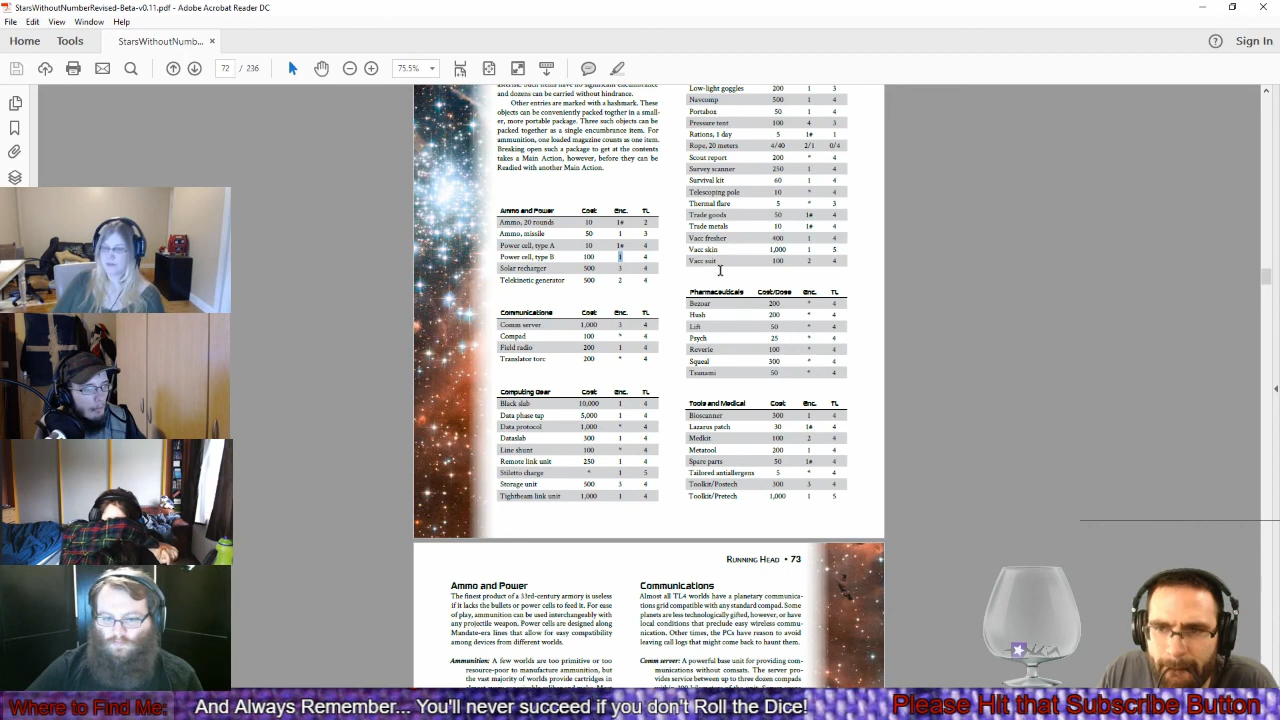 StarsWithoutNumberRevised-Beta-v0.11.pdf - Adobe Acrobat Reader DC
File Edit View Window Help
Home Tools StarsWithoutNumb... × Sign In
72 / 236 75.5%
and dozens can be carried without hindrance.
Other entries are marked with a hashmark. These
objects can be conveniently packed together in a small-
er, more portable package. Three such objects can be
packed together as a single encumbrance item. For
ammunition, one loaded magazine counts as one item.
Breaking open such a package to get at the contents
takes a Main Action, however, before they can be
Readied with another Main Action.
Ammo and Power Cost Enc. TL
Ammo, 20 rounds 10 1# 2
Ammo, missile 50 1 3
Power cell, type A 10 1# 4
Power cell, type B 100 1 4
Solar recharger 500 3 4
Telekinetic generator 500 2 4
Communications Cost Enc. TL
Comm server 1,000 3 4
Compad 100 * 4
Field radio 200 1 4
Translator torc 200 * 4
Computing Gear Cost Enc. TL
Black slab 10,000 1 4
Data phase tap 5,000 1 4
Data protocol 1,000 * 4
Dataslab 300 1 4
Line shunt 100 * 4
Remote link unit 250 1 4
Stiletto charge * 1 5
Storage unit 500 3 4
Tightbeam link unit 1,000 1 4
Low-light goggles 200 1 3
Navcomp 500 1 4
Portabox 50 1 4
Pressure tent 100 4 3
Rations, 1 day 5 1# 1
Rope, 20 meters 4/40 2/1 0/4
Scout report 200 * 4
Survey scanner 250 1 4
Survival kit 60 1 4
Telescoping pole 10 * 4
Thermal flare 5 * 3
Trade goods 50 1# 4
Trade metals 10 1# 4
Vacc fresher 400 1 4
Vacc skin 1,000 1 5
Vacc suit 100 2 4
Pharmaceuticals Cost/Dose Enc. TL
Bezoar 200 * 4
Hush 200 * 4
Lift 50 * 4
Psych 25 * 4
Reverie 100 * 4
Squeal 300 * 4
Tsunami 50 * 4
Tools and Medical Cost Enc. TL
Bioscanner 300 1 4
Lazarus patch 30 1# 4
Medkit 100 2 4
Metatool 200 1 4
Spare parts 50 1# 4
Tailored antiallergens 5 * 4
Toolkit/Postech 300 3 4
Toolkit/Pretech 1,000 1 5
Running Head • 73
Ammo and Power
The finest product of a 33rd-century armory is useless
if it lacks the bullets or power cells to feed it. For ease
of play, ammunition can be used interchangeably with
any projectile weapon. Power cells are designed along
Mandate-era lines that allow for easy compatibility
among devices from different worlds.
Ammunition: A few worlds are too primitive or too
resource-poor to manufacture ammunition, but
the vast majority of worlds provide cartridges in
Communications
Almost all TL4 worlds have a planetary communica-
tions grid compatible with any standard compad. Some
planets are less technologically gifted, however, or have
local conditions that preclude easy wireless commu-
nication. Other times, the PCs have reason to avoid
leaving call logs that might come back to haunt them.
Comm server: A powerful base unit for providing com-
munications without comsats. The server pro-
vides service between up to three dozen compads
Where to Find Me: And Always Remember... You'll never succeed if you don't Roll the Dice! Please Hit that Subscribe Button